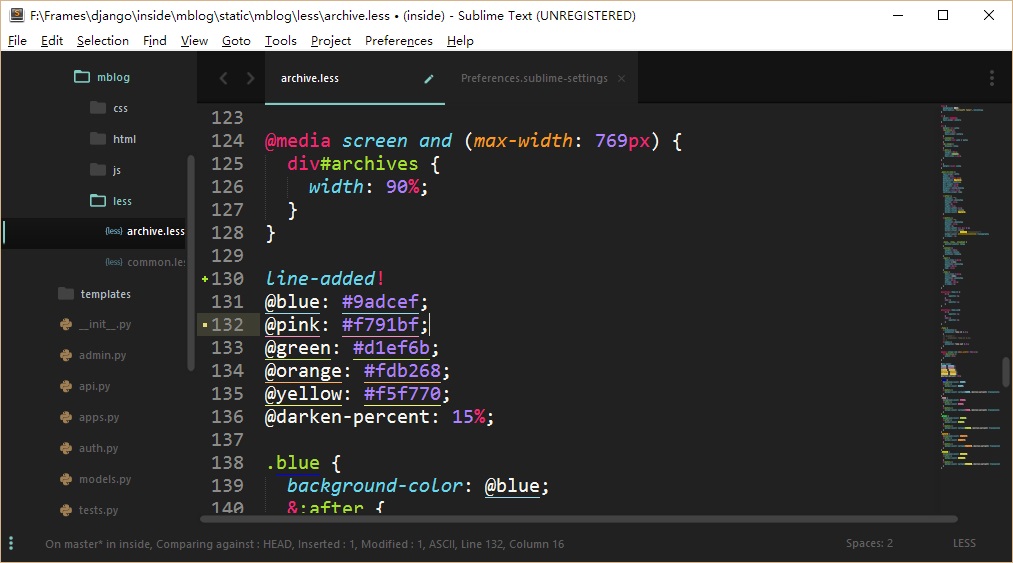 F:\Frames\django\inside\mblog\static\mblog\less\archive.less • (inside) - Sublime Text (UNREGISTERED)
File Edit Selection Find View Goto Tools Project Preferences Help
mblog
css
html
js
less
{less} archive.less
{less} common.les
templates
__init__.py
admin.py
api.py
apps.py
auth.py
models.py
tests.py
archive.less
Preferences.sublime-settings ×
123
124 @media screen and (max-width: 769px) {
125 div#archives {
126 width: 90%;
127 }
128 }
129
130 line-added!
131 @blue: #9adcef;
132 @pink: #f791bf;
133 @green: #d1ef6b;
134 @orange: #fdb268;
135 @yellow: #f5f770;
136 @darken-percent: 15%;
137
138 .blue {
139 background-color: @blue;
140 &:after {
On master* in inside, Comparing against : HEAD, Inserted : 1, Modified : 1, ASCII, Line 132, Column 16
Spaces: 2
LESS